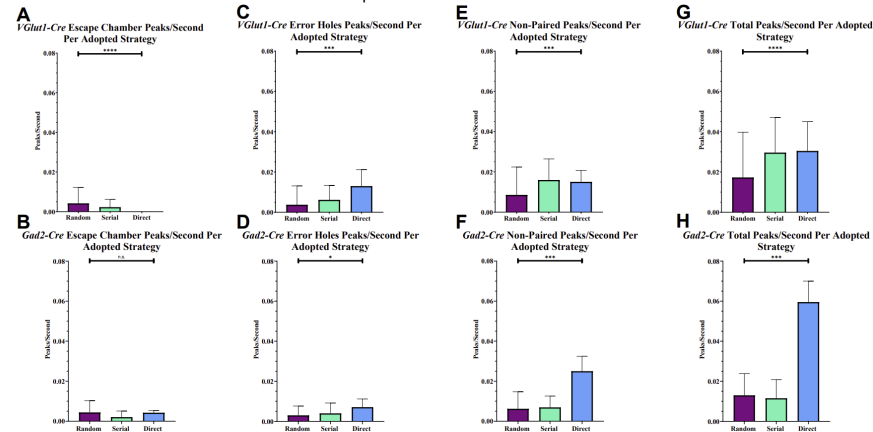 A
VGlut1-Cre Escape Chamber Peaks/Second
Per Adopted Strategy
****
Peaks/Second
0.08
0.06
0.04
0.02
0.00
Random Serial Direct
C
VGlut1-Cre Error Holes Peaks/Second Per
Adopted Strategy
***
Peaks/Second
0.08
0.06
0.04
0.02
0.00
Random Serial Direct
E
VGlut1-Cre Non-Paired Peaks/Second Per
Adopted Strategy
***
Peaks/Second
0.08
0.06
0.04
0.02
0.00
Random Serial Direct
G
VGlut1-Cre Total Peaks/Second Per Adopted
Strategy
****
Peaks/Second
0.08
0.06
0.04
0.02
0.00
Random Serial Direct
B
Gad2-Cre Escape Chamber Peaks/Second Per
Adopted Strategy
n.s.
Peaks/Second
0.08
0.06
0.04
0.02
0.00
Random Serial Direct
D
Gad2-Cre Error Holes Peaks/Second Per
Adopted Strategy
*
Peaks/Second
0.08
0.06
0.04
0.02
0.00
Random Serial Direct
F
Gad2-Cre Non-Paired Peaks/Second Per
Adopted Strategy
***
Peaks/Second
0.08
0.06
0.04
0.02
0.00
Random Serial Direct
H
Gad2-Cre Total Peaks/Second Per Adopted
Strategy
***
Peaks/Second
0.08
0.06
0.04
0.02
0.00
Random Serial Direct